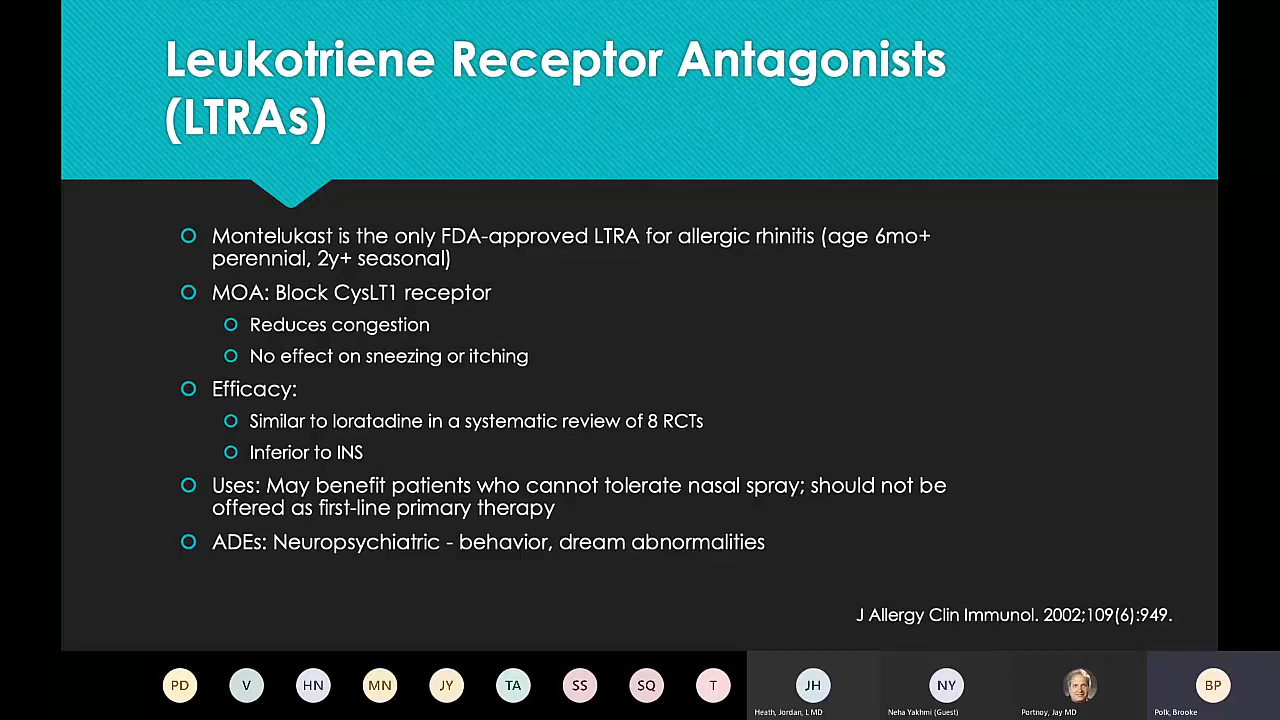 Leukotriene Receptor Antagonists
(LTRAs)
Montelukast is the only FDA-approved LTRA for allergic rhinitis (age 6mo+
perennial, 2y+ seasonal)
MOA: Block CysLT1 receptor
Reduces congestion
No effect on sneezing or itching
Efficacy:
Similar to loratadine in a systematic review of 8 RCTs
Inferior to INS
Uses: May benefit patients who cannot tolerate nasal spray; should not be
offered as first-line primary therapy
ADEs: Neuropsychiatric - behavior, dream abnormalities
J Allergy Clin Immunol. 2002;109(6):949.
PD V HN MN JY TA SS SQ T JH NY BP
Heath, Jordan, L MD Neha Yakhmi (Guest) Portnoy, Jay MD Polk, Brooke